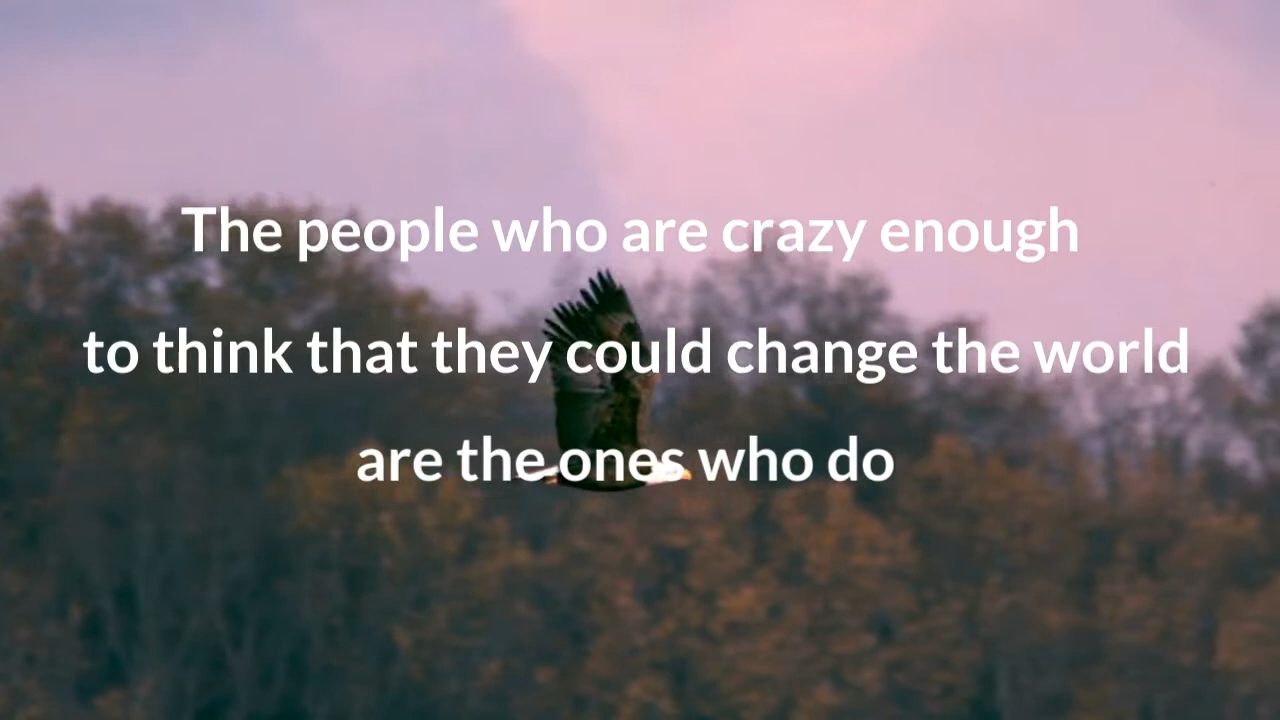 The people who are crazy enough
to think that they could change the world
are the ones who do